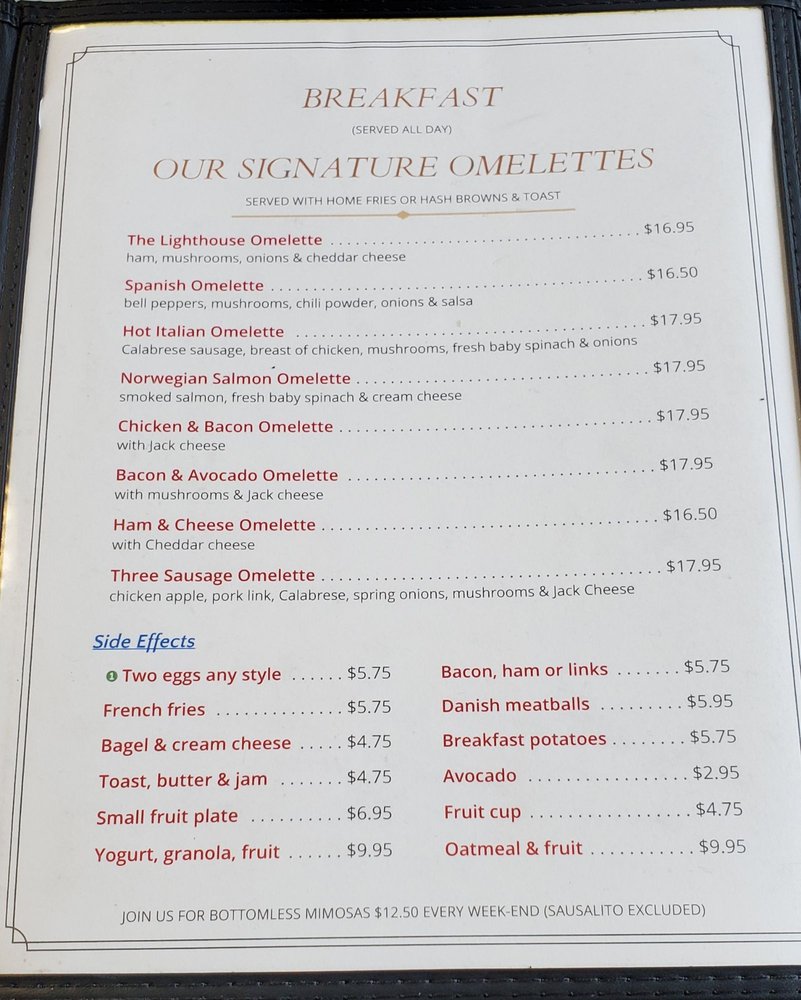 BREAKFAST
(SERVED ALL DAY)
OUR SIGNATURE OMELETTES
SERVED WITH HOME FRIES OR HASH BROWNS & TOAST
The Lighthouse Omelette ........................................ $16.95
ham, mushrooms, onions & cheddar cheese
Spanish Omelette ........................................ $16.50
bell peppers, mushrooms, chili powder, onions & salsa
Hot Italian Omelette ........................................ $17.95
Calabrese sausage, breast of chicken, mushrooms, fresh baby spinach & onions
Norwegian Salmon Omelette ........................................ $17.95
smoked salmon, fresh baby spinach & cream cheese
Chicken & Bacon Omelette ........................................ $17.95
with Jack cheese
Bacon & Avocado Omelette ........................................ $17.95
with mushrooms & Jack cheese
Ham & Cheese Omelette ........................................ $16.50
with Cheddar cheese
Three Sausage Omelette ........................................ $17.95
chicken apple, pork link, Calabrese, spring onions, mushrooms & Jack Cheese
Side Effects
1 Two eggs any style ...... $5.75
French fries ............. $5.75
Bagel & cream cheese ..... $4.75
Toast, butter & jam ....... $4.75
Small fruit plate .......... $6.95
Yogurt, granola, fruit ...... $9.95
Bacon, ham or links ....... $5.75
Danish meatballs ......... $5.95
Breakfast potatoes ........ $5.75
Avocado ................. $2.95
Fruit cup ................. $4.75
Oatmeal & fruit ........... $9.95
JOIN US FOR BOTTOMLESS MIMOSAS $12.50 EVERY WEEK-END (SAUSALITO EXCLUDED)